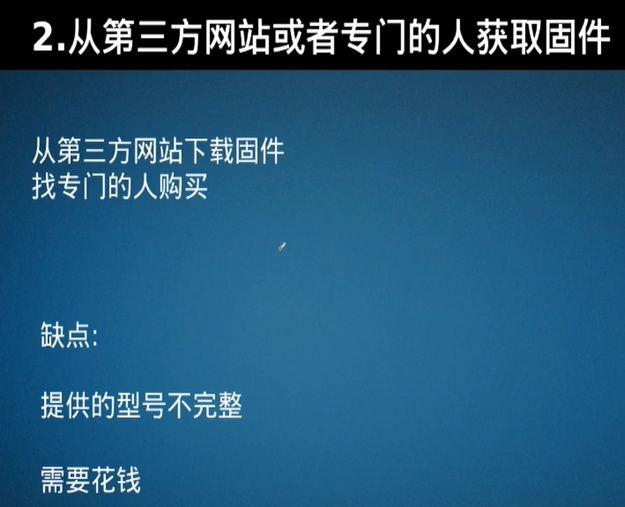 2.从第三方网站或者专门的人获取固件
从第三方网站下载固件
找专门的人购买
缺点:
提供的型号不完整
需要花钱